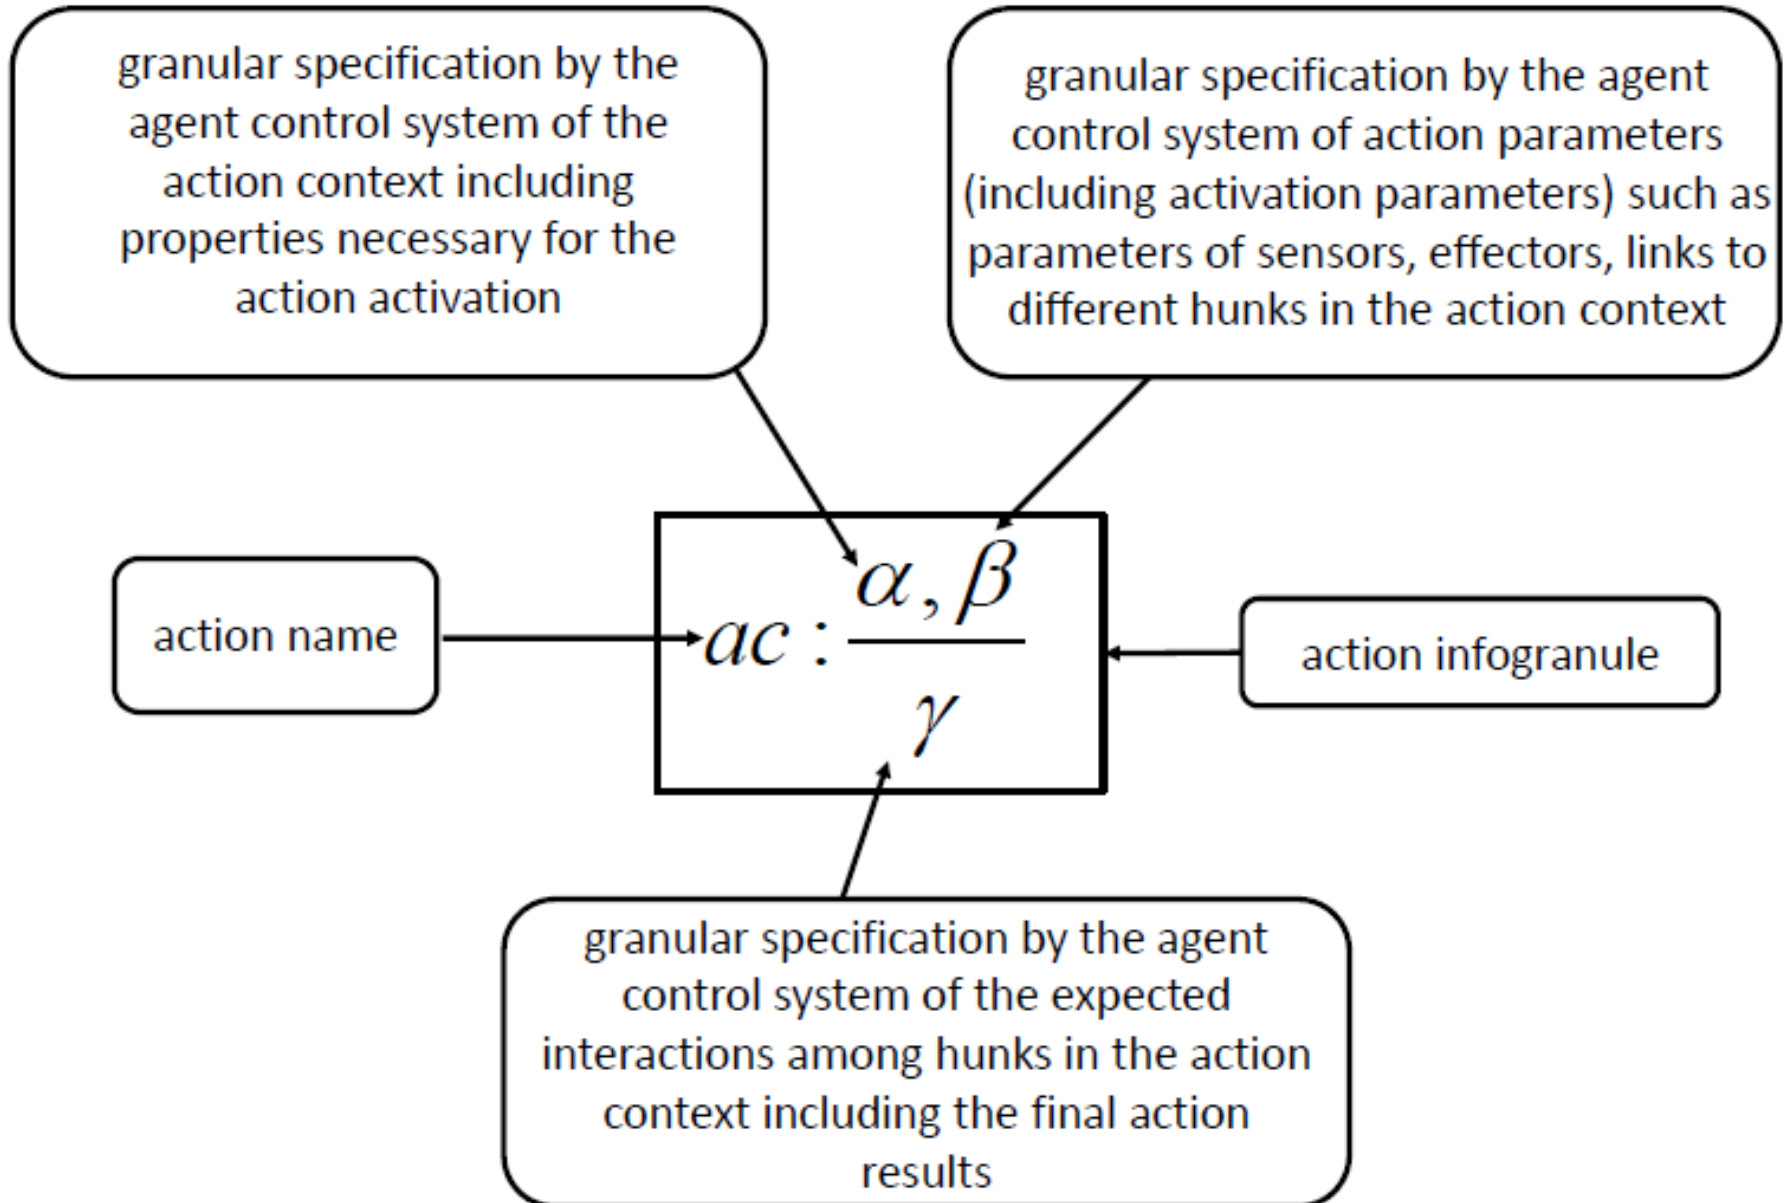 granular specification by the
agent control system of the
action context including
properties necessary for the
action activation
granular specification by the agent
control system of action parameters
(including activation parameters) such as
parameters of sensors, effectors, links to
different hunks in the action context
action name
ac : α, β
γ
action infogranule
granular specification by the agent
control system of the expected
interactions among hunks in the action
context including the final action
results